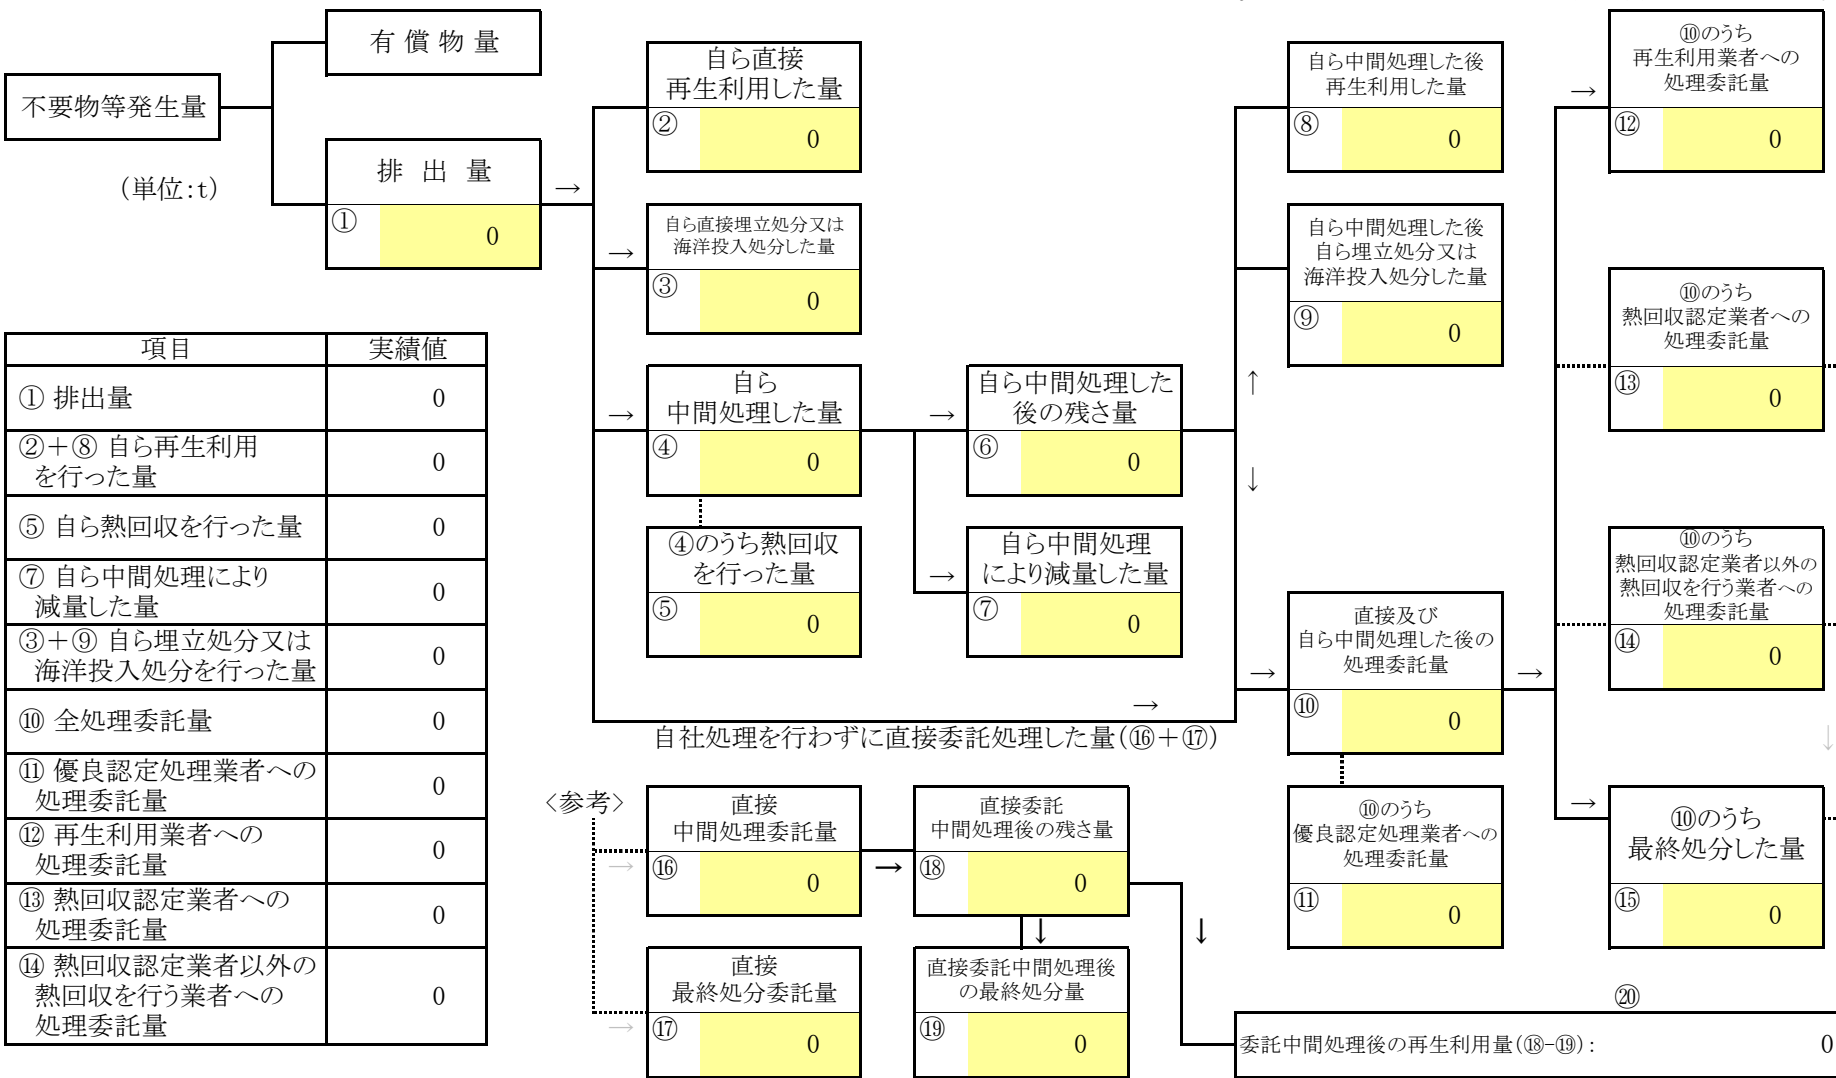 不要物等発生量
(単位:t)
有 償 物 量
排 出 量
①
0
→
自ら直接
再生利用した量
②
0
→
自ら直接埋立処分又は
海洋投入処分した量
③
0
→
自ら
中間処理した量
④
0
④のうち熱回収
を行った量
⑤
0
→
自ら中間処理した
後の残さ量
⑥
0
→
自ら中間処理
により減量した量
⑦
0
→
自社処理を行わずに直接委託処理した量(⑯+⑰)
↑
↓
自ら中間処理した後
再生利用した量
⑧
0
自ら中間処理した後
自ら埋立処分又は
海洋投入処分した量
⑨
0
→
直接及び
自ら中間処理した後の
処理委託量
⑩
0
→
⑩のうち
優良認定処理業者への
処理委託量
⑪
0
→
⑩のうち
再生利用業者への
処理委託量
⑫
0
⑩のうち
熱回収認定業者への
処理委託量
⑬
0
⑩のうち
熱回収認定業者以外の
熱回収を行う業者への
処理委託量
⑭
0
↓
→
⑩のうち
最終処分した量
⑮
0
項目 実績値
① 排出量 0
②+⑧ 自ら再生利用
を行った量
0
⑤ 自ら熱回収を行った量 0
⑦ 自ら中間処理により
減量した量
0
③+⑨ 自ら埋立処分又は
海洋投入処分を行った量
0
⑩ 全処理委託量 0
⑪ 優良認定処理業者への
処理委託量
0
⑫ 再生利用業者への
処理委託量
0
⑬ 熱回収認定業者への
処理委託量
0
⑭ 熱回収認定業者以外の
熱回収を行う業者への
処理委託量
0
〈参考〉
→
直接
中間処理委託量
⑯
0
→
直接委託
中間処理後の残さ量
⑱
0
↓
↓
→
直接
最終処分委託量
⑰
0
直接委託中間処理後
の最終処分量
⑲
0
⑳
委託中間処理後の再生利用量(⑱-⑲): 0